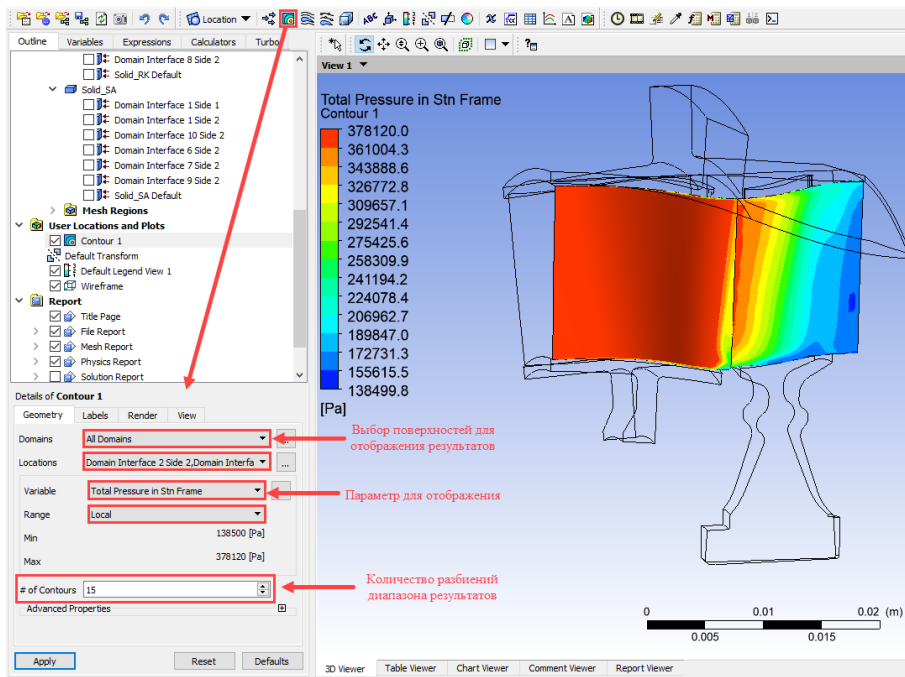 Location
Outline Variables Expressions Calculators Turbo
Domain Interface 8 Side 2
Solid_RK Default
Solid_SA
Domain Interface 1 Side 1
Domain Interface 1 Side 2
Domain Interface 10 Side 2
Domain Interface 6 Side 2
Domain Interface 7 Side 2
Domain Interface 9 Side 2
Solid_SA Default
Mesh Regions
User Locations and Plots
Contour 1
Default Transform
Default Legend View 1
Wireframe
Report
Title Page
File Report
Mesh Report
Physics Report
Solution Report
Details of Contour 1
Geometry Labels Render View
Domains All Domains ...
Locations Domain Interface 2 Side 2,Domain Interfa ...
Variable Total Pressure in Stn Frame
Range Local
Min 138500 [Pa]
Max 378120 [Pa]
# of Contours 15
Advanced Properties
Apply Reset Defaults
View 1
Total Pressure in Stn Frame
Contour 1
378120.0
361004.3
343888.6
326772.8
309657.1
292541.4
275425.6
258309.9
241194.2
224078.4
206962.7
189847.0
172731.3
155615.5
138499.8
[Pa]
Выбор поверхностей для
отображения результатов
Параметр для отображения
Количество разбиений
диапазона результатов
0 0.01 0.02 (m)
0.005 0.015
3D Viewer Table Viewer Chart Viewer Comment Viewer Report Viewer